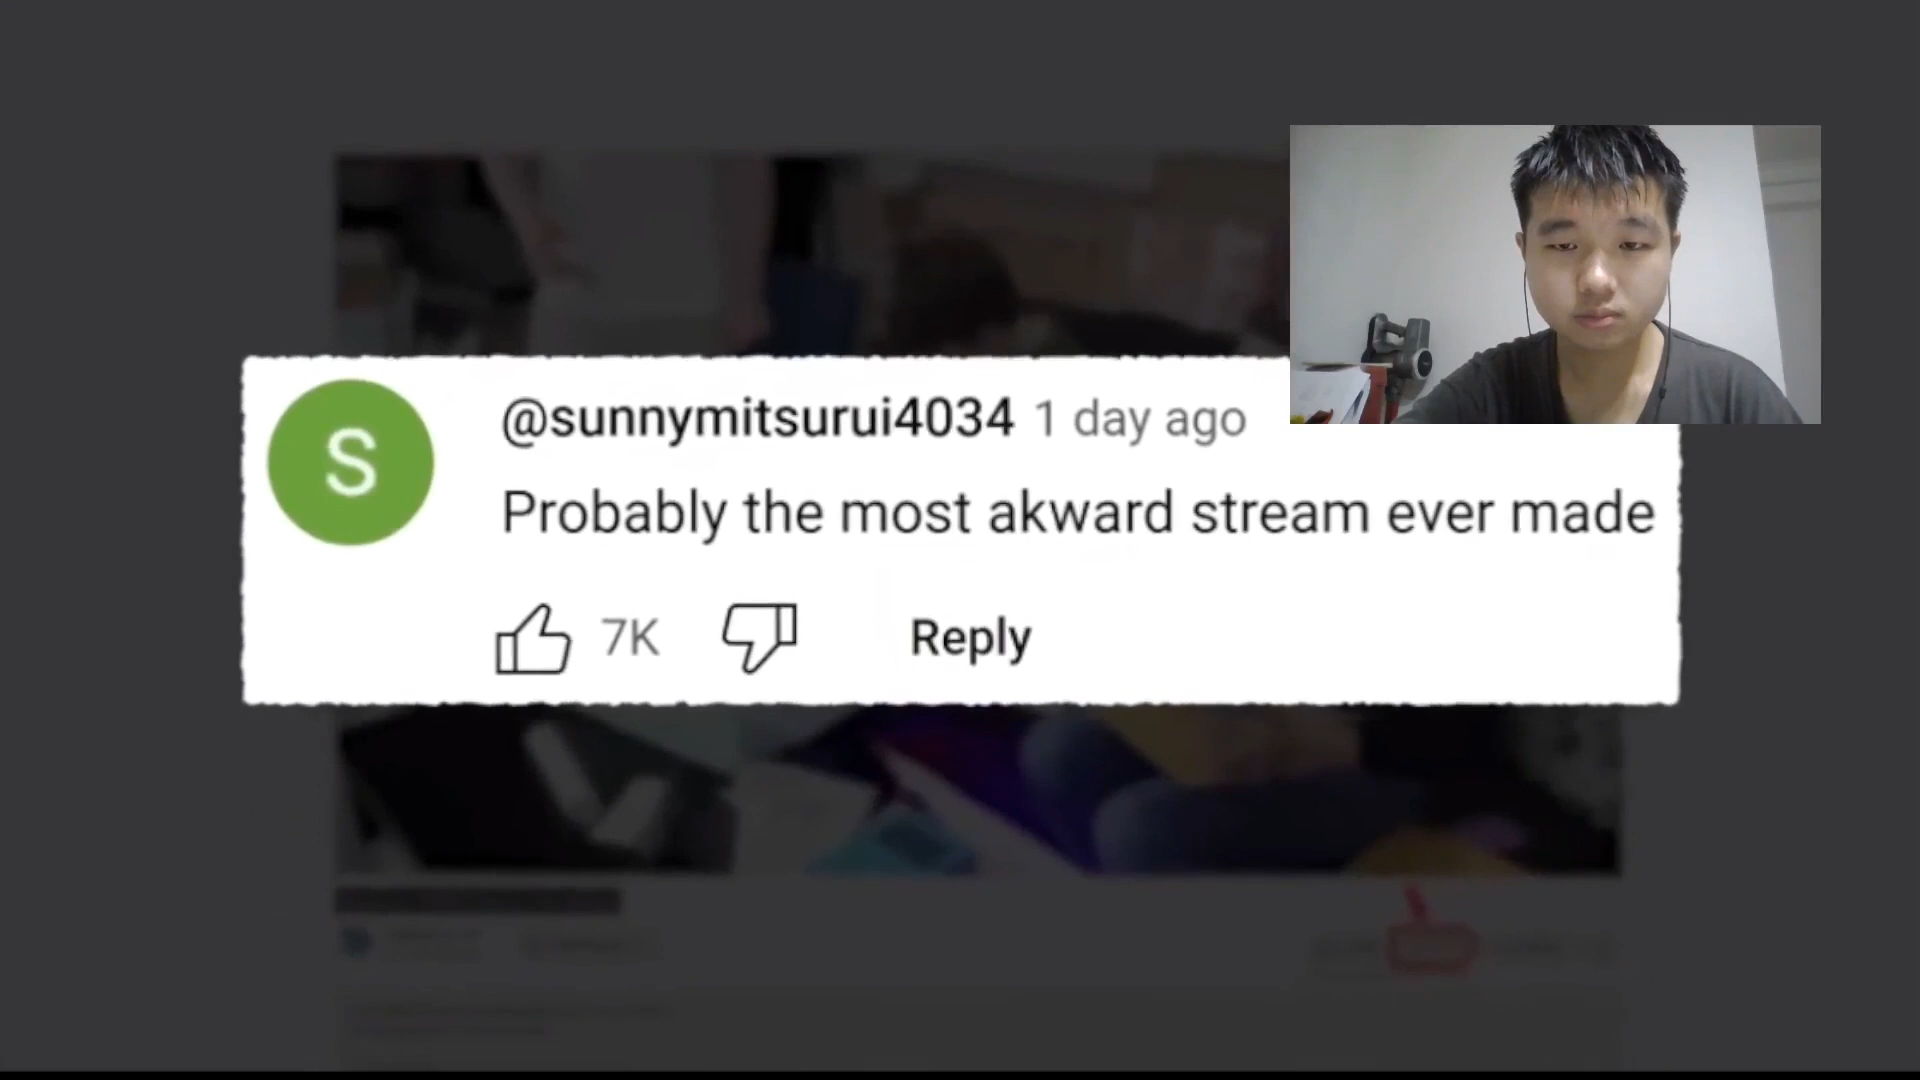 S
@sunnymitsurui4034 1 day ago
Probably the most akward stream ever made
7K
Reply